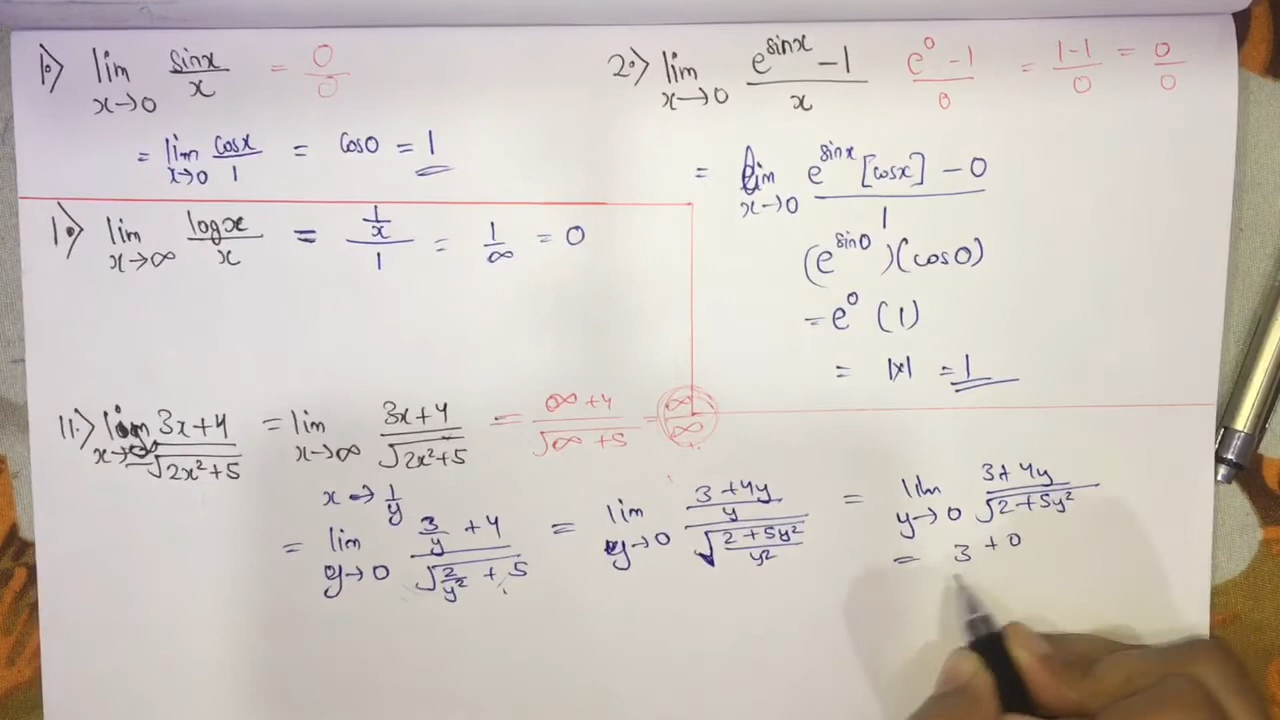 1.) lim x→0 sinx/x = 0/0
= lim x→0 cosx/1 = cos0 = 1
2.) lim x→0 (e^sinx − 1)/x (e^0 − 1)/0 = (1−1)/0 = 0/0
= lim x→0 (e^sinx [cosx] − 0)/1
(e^sin0)(cos0)
= e^0 (1)
= 1×1 = 1
1.) lim x→∞ logx/x = (1/x)/1 = 1/∞ = 0
11.) lim x→∞ (3x+4)/√(2x²+5) = lim x→∞ (3x+4)/√(2x²+5) = (∞+4)/√(∞+5) = ∞/∞
x → 1/y
= lim y→0 (3/y + 4)/√(2/y² + 5) = lim y→0 ((3+4y)/y)/√((2+5y²)/y²) = lim y→0 (3+4y)/√(2+5y²)
= 3 + 0